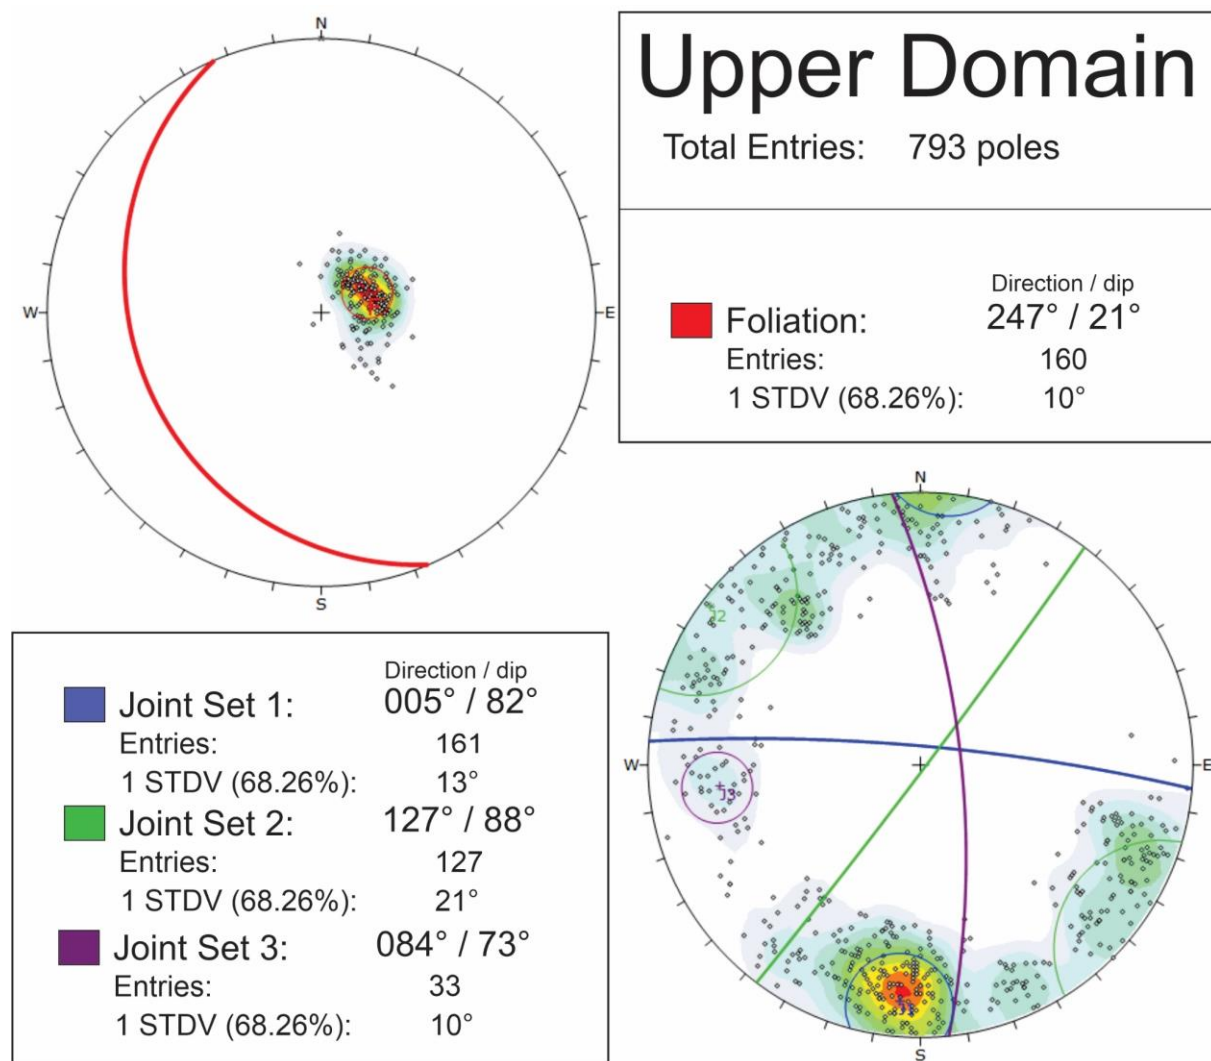 N
W
E
S
Upper Domain
Total Entries: 793 poles
Direction / dip
Foliation: 247° / 21°
Entries: 160
1 STDV (68.26%): 10°
Direction / dip
Joint Set 1: 005° / 82°
Entries: 161
1 STDV (68.26%): 13°
Joint Set 2: 127° / 88°
Entries: 127
1 STDV (68.26%): 21°
Joint Set 3: 084° / 73°
Entries: 33
1 STDV (68.26%): 10°
N
J2
W
E
J3
S